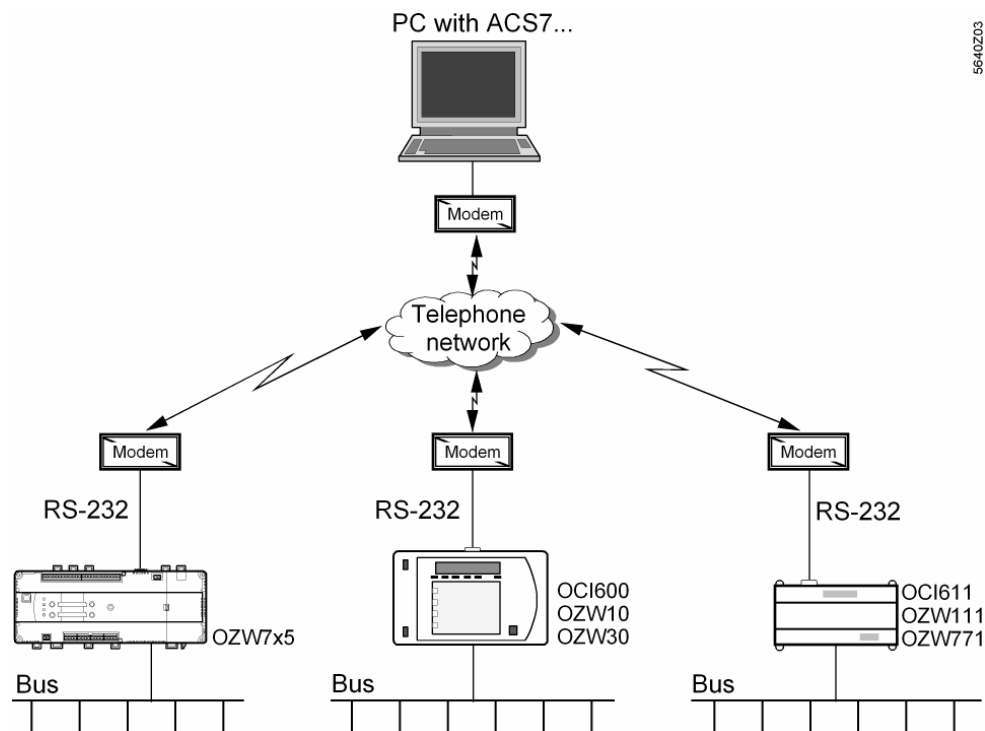 PC with ACS7...
5640Z03
Modem
Telephone
network
Modem
Modem
Modem
RS-232
RS-232
RS-232
OZW7x5
OCI600
OZW10
OZW30
OCI611
OZW111
OZW771
Bus
Bus
Bus